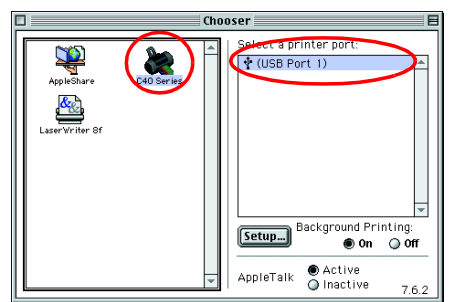 Chooser
AppleShare
C40 Series
LaserWriter 8f
Select a printer port:
(USB Port 1)
Setup...
Background Printing:
On Off
AppleTalk
Active
Inactive
7.6.2